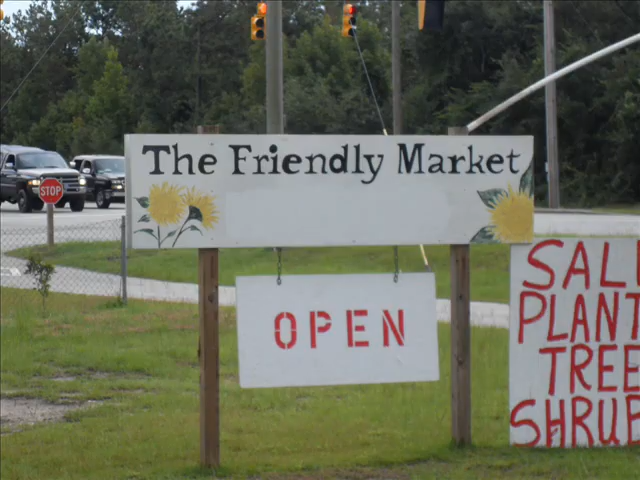 STOP
The Friendly Market
OPEN
SAL
PLANT
TREE
SHRUB